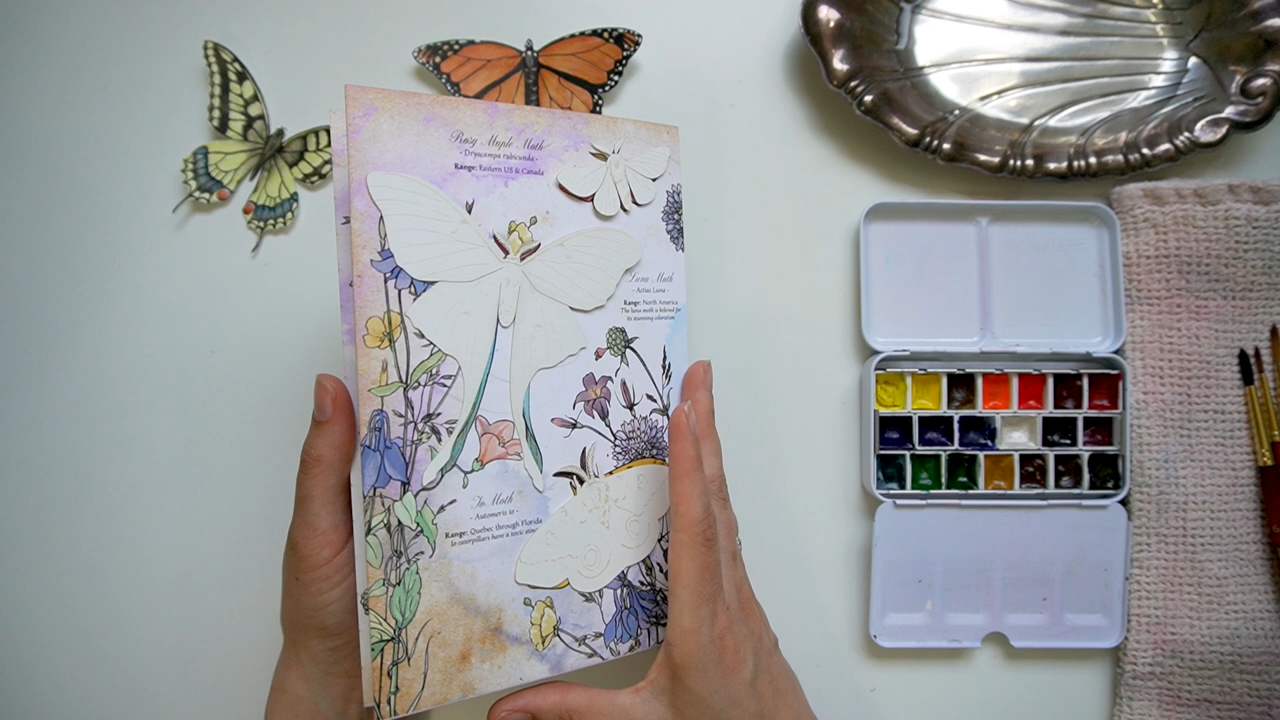 Rosy Maple Moth
- Dryocampa rubicunda -
Range: Eastern US & Canada
Luna Moth
- Actias Luna -
Range: North America
The luna moth is beloved for
its stunning coloration
Io Moth
- Automeris io -
Range: Quebec through Florida
Io caterpillars have a toxic